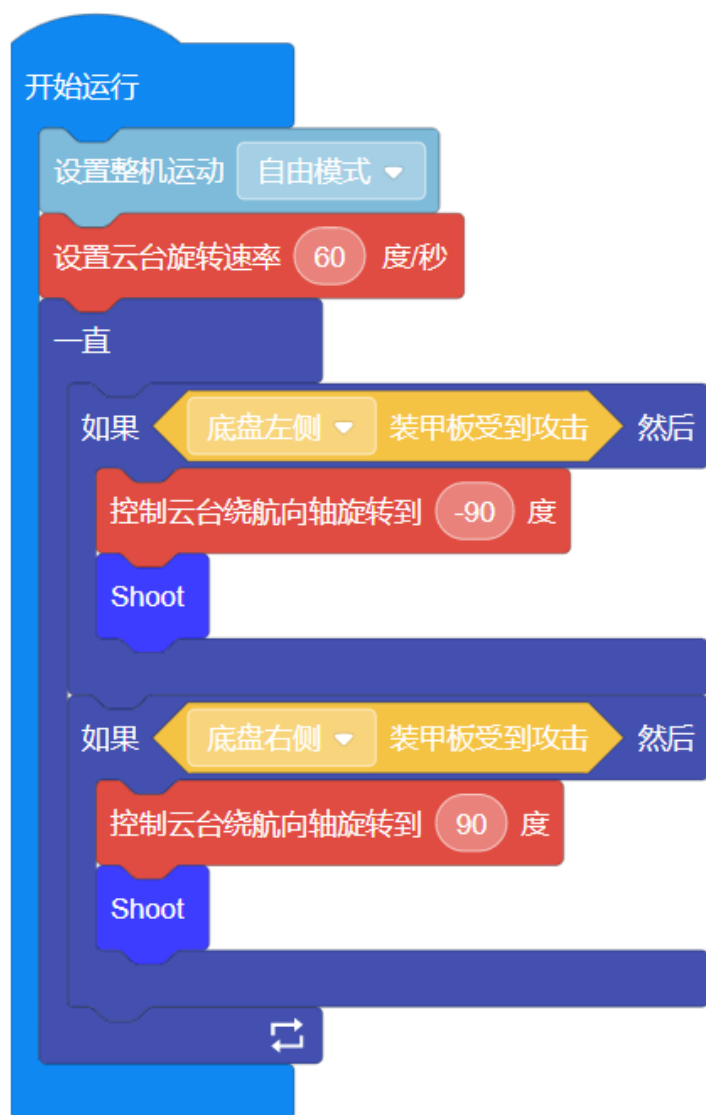 开始运行
设置整机运动 自由模式
设置云台旋转速率 60 度/秒
一直
如果 底盘左侧 装甲板受到攻击 然后
控制云台绕航向轴旋转到 -90 度
Shoot
如果 底盘右侧 装甲板受到攻击 然后
控制云台绕航向轴旋转到 90 度
Shoot